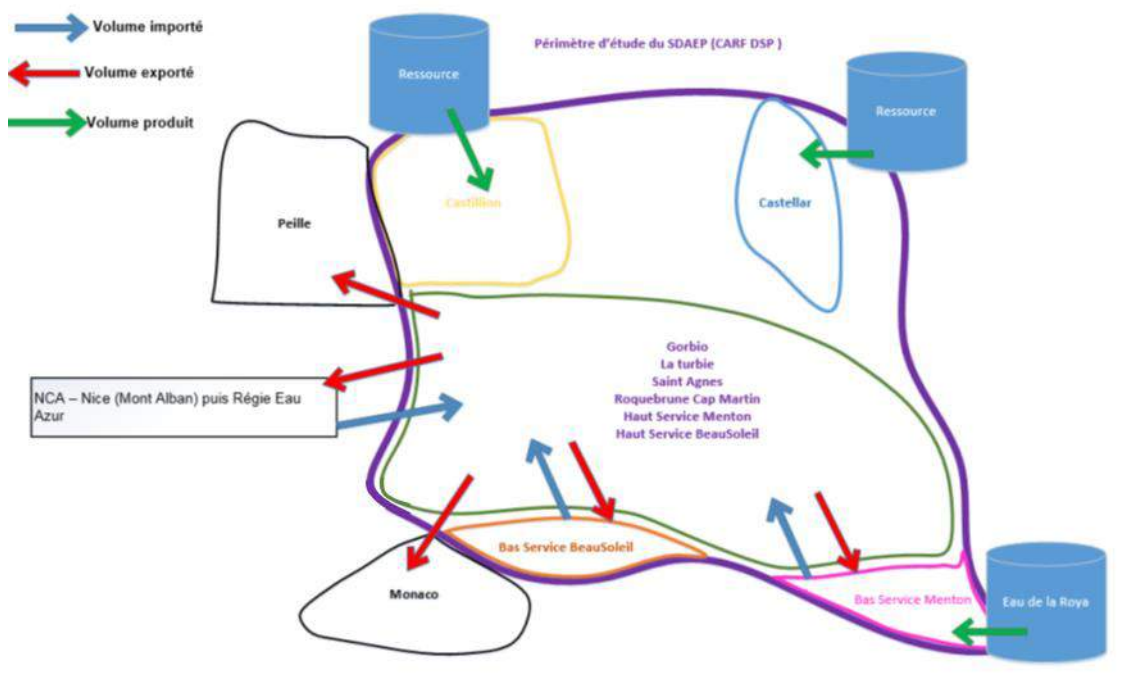 Volume importé
Volume exporté
Volume produit
Périmètre d'étude du SDAEP (CARF DSP )
Ressource
Ressource
Castillion
Castellar
Peille
Gorbio
La turbie
Saint Agnes
Roquebrune Cap Martin
Haut Service Menton
Haut Service BeauSoleil
NCA – Nice (Mont Alban) puis Régie Eau
Azur
Bas Service BeauSoleil
Monaco
Bas Service Menton
Eau de la Roya